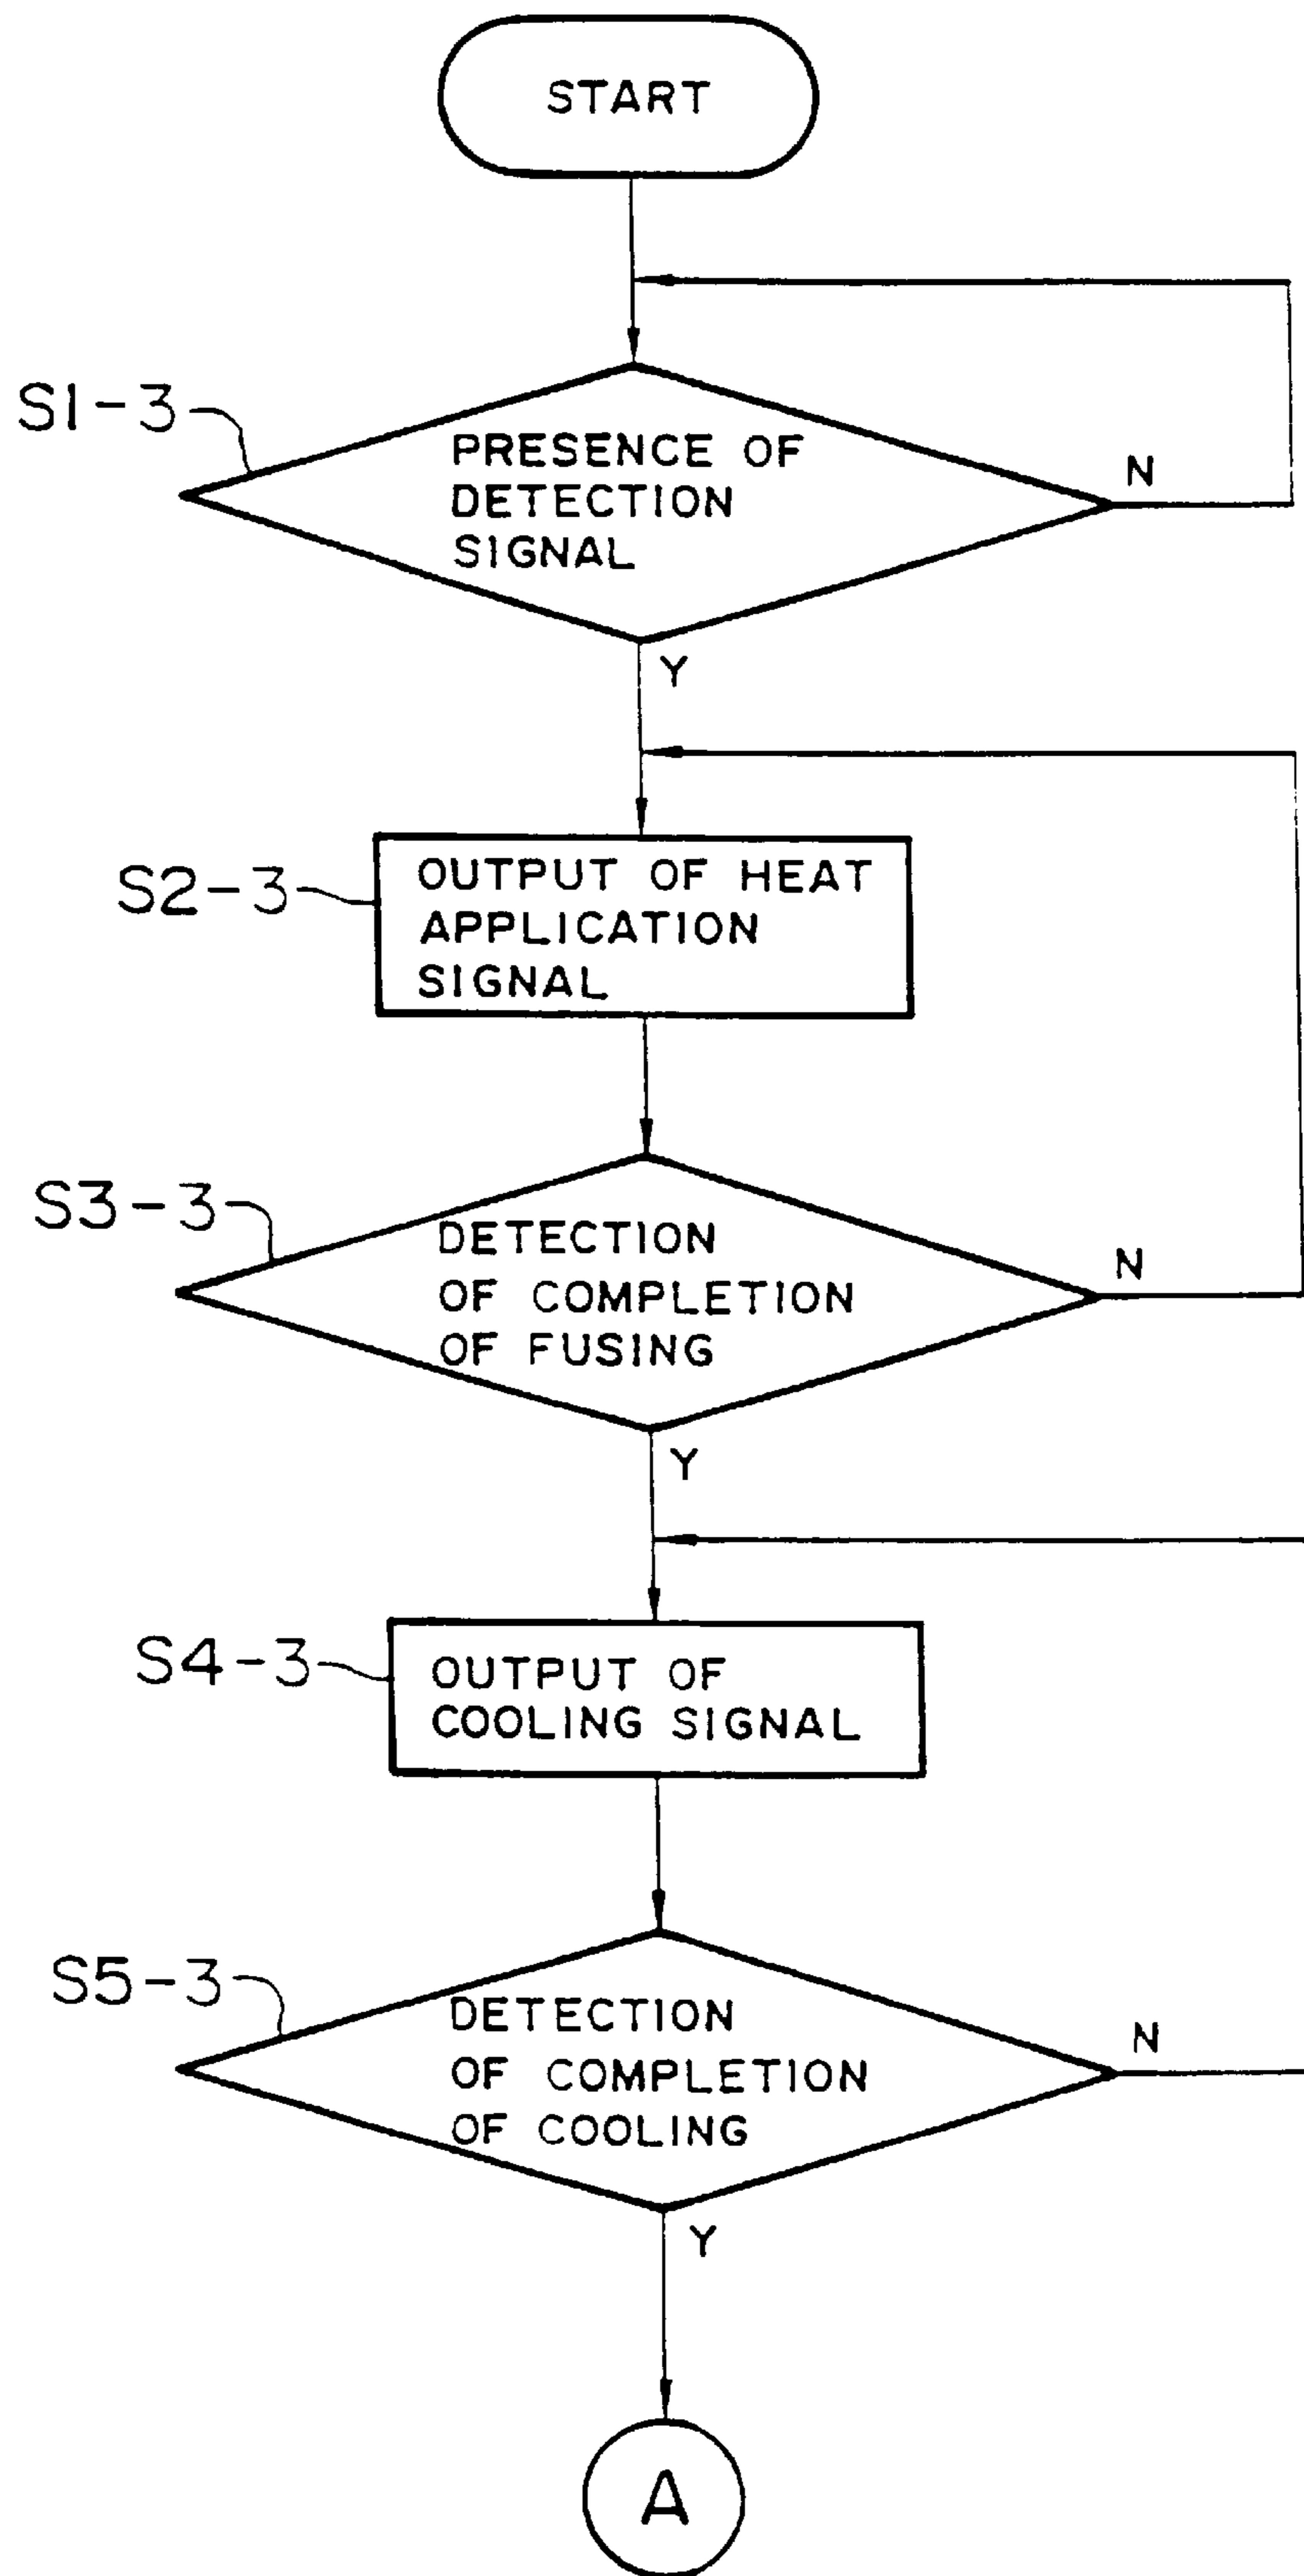 START
S1-3
PRESENCE OF
DETECTION
SIGNAL
N
Y
S2-3
OUTPUT OF HEAT
APPLICATION
SIGNAL
S3-3
DETECTION
OF COMPLETION
OF FUSING
N
Y
S4-3
OUTPUT OF
COOLING SIGNAL
S5-3
DETECTION
OF COMPLETION
OF COOLING
N
Y
A